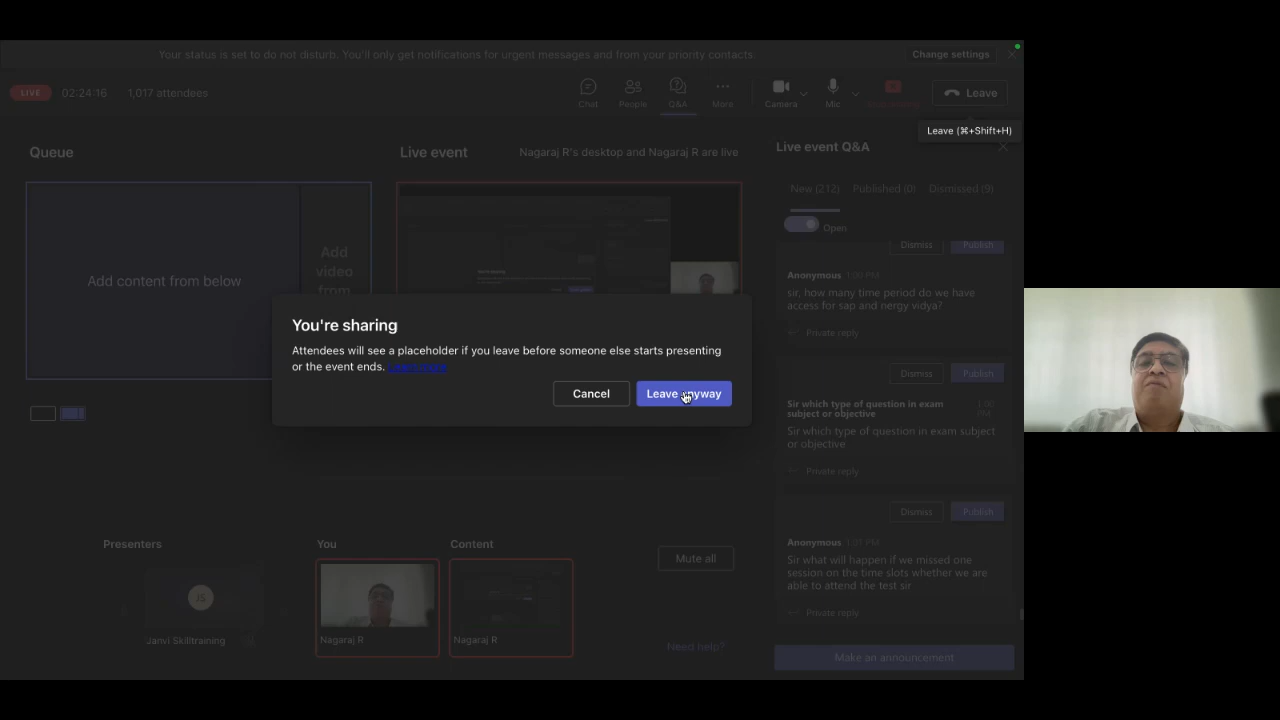 Your status is set to do not disturb. You'll only get notifications for urgent messages and from your priority contacts.
Change settings
LIVE
02:24:16
1,017 attendees
Chat
People
Q&A
More
Camera
Mic
Leave
Leave (⌘+Shift+H)
Queue
Live event
Nagaraj R's desktop and Nagaraj R are live
Add content from below
Add
video
from
Live event Q&A
New (212)
Published (0)
Dismissed (9)
Open
Dismiss
Publish
Anonymous
sir, how many time period do we have
access for sap and nergy vidya?
Private reply
Dismiss
Publish
Sir which type of question in exam
subject or objective
Sir which type of question in exam subject
or objective
Private reply
Dismiss
Publish
Anonymous
Sir what will happen if we missed one
session on the time slots whether we are
able to attend the test sir
Private reply
Make an announcement
You're sharing
Attendees will see a placeholder if you leave before someone else starts presenting
or the event ends. Learn more
Cancel
Leave anyway
Presenters
You
Content
Mute all
JS
Janvi Skilltraining
Nagaraj R
Nagaraj R
Need help?